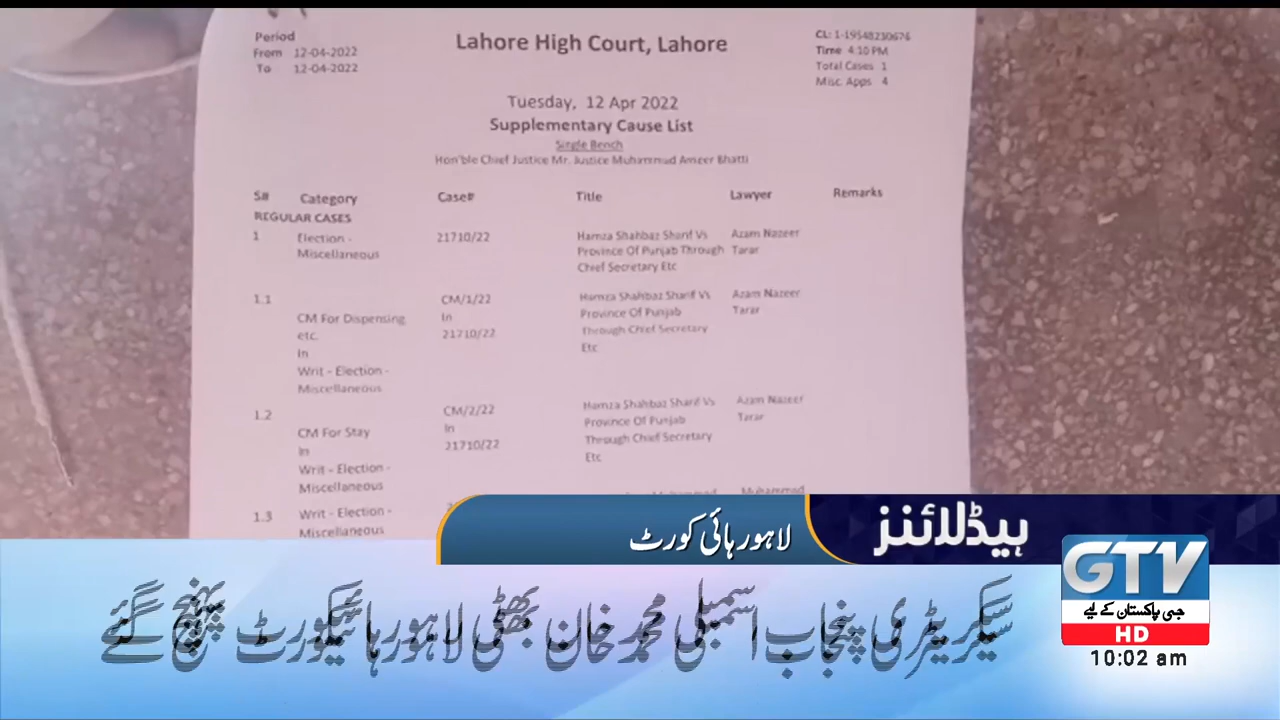 Period
From 12-04-2022
To 12-04-2022
Lahore High Court, Lahore
CL: 1-19548230676
Time 4:10 PM
Total Cases 1
Misc. Apps 4
Tuesday, 12 Apr 2022
Supplementary Cause List
Single Bench
Hon'ble Chief Justice Mr. Justice Muhammad Ameer Bhatti
S# Category Case# Title Lawyer Remarks
REGULAR CASES
1 Election - 21710/22 Hamza Shahbaz Sharif Vs Azam Nazeer
Miscellaneous Province Of Punjab Through Tarar
Chief Secretary Etc
1.1 CM/1/22 Hamza Shahbaz Sharif Vs Azam Nazeer
CM For Dispensing In Province Of Punjab Tarar
etc. 21710/22 Through Chief Secretary
In Etc
Writ - Election -
Miscellaneous
1.2 CM/2/22 Hamza Shahbaz Sharif Vs Azam Nazeer
CM For Stay In Province Of Punjab Tarar
In 21710/22 Through Chief Secretary
Writ - Election - Etc
Miscellaneous
1.3 Writ - Election - Muhammad Muhammad
Miscellaneous
ہیڈلائنز
لاہور ہائی کورٹ
سیکریٹری پنجاب اسمبلی محمد خان بھٹی لاہور ہائیکورٹ پہنچ گئے
GTV
جی پاکستان کے لیے
HD
10:02 am